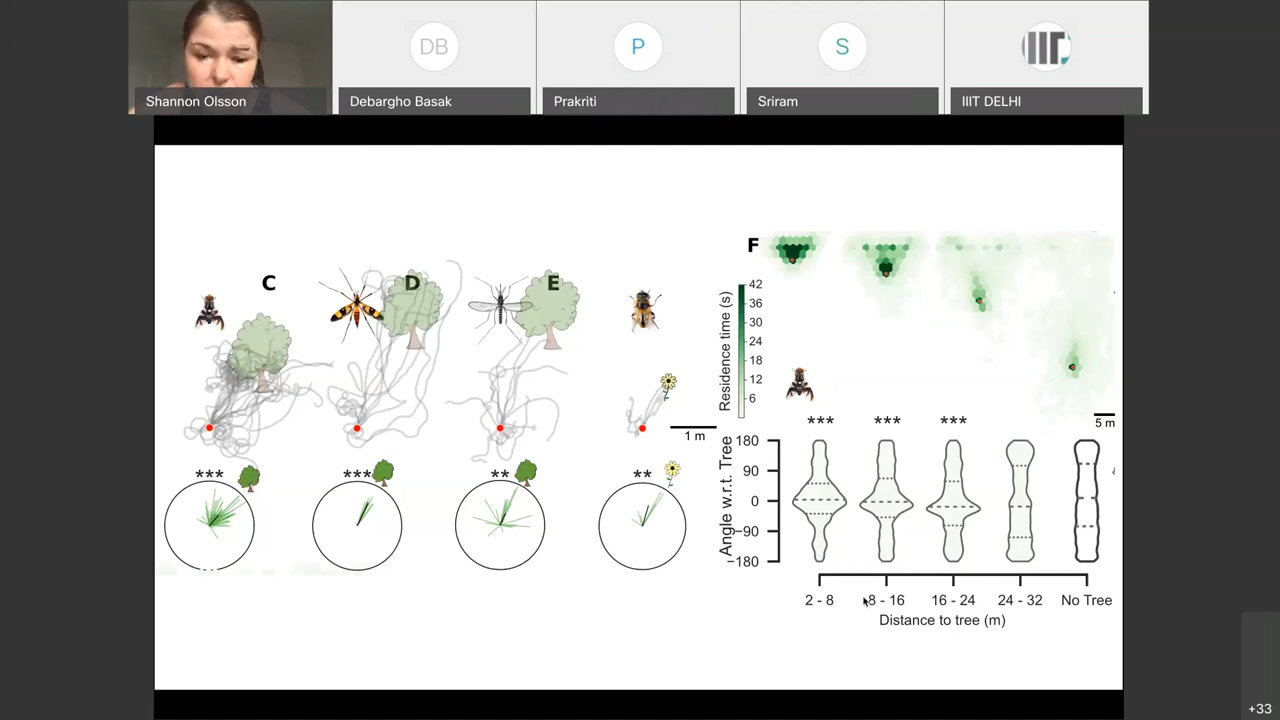 DB
P
S
Shannon Olsson
Debargho Basak
Prakriti
Sriram
IIIT DELHI
C
D
E
F
Residence time (s)
42
36
30
24
18
12
6
1 m
5 m
*** *** ** **
*** *** ***
Angle w.r.t. Tree
180
90
0
-90
-180
2 - 8 8 - 16 16 - 24 24 - 32 No Tree
Distance to tree (m)
+33